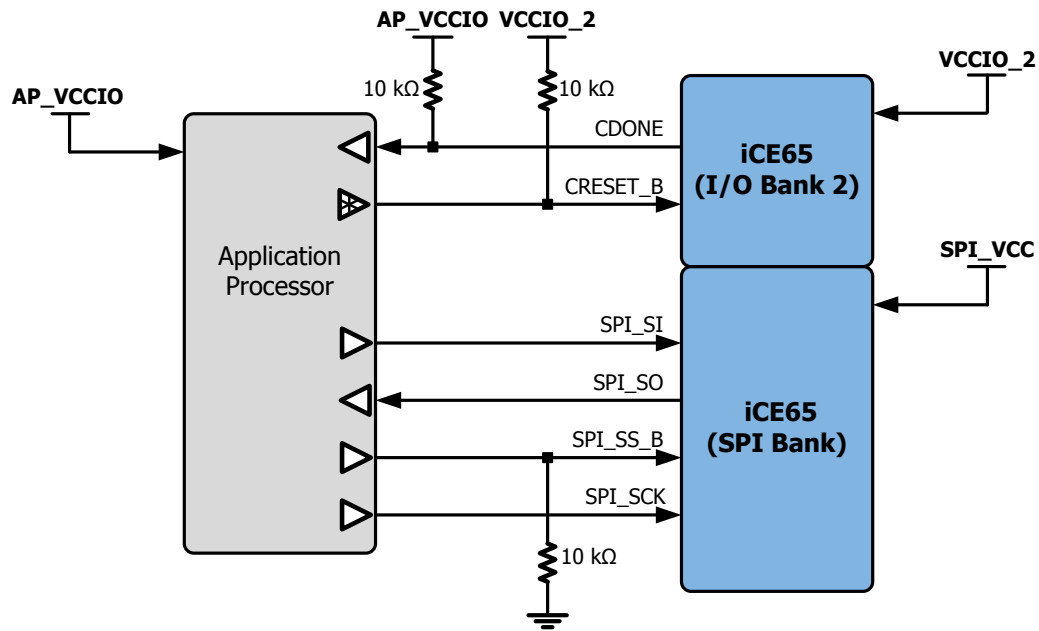 AP_VCCIO VCCIO_2
VCCIO_2
AP_VCCIO
10 kΩ
10 kΩ
CDONE
iCE65
(I/O Bank 2)
CRESET_B
Application
Processor
SPI_VCC
SPI_SI
SPI_SO
iCE65
(SPI Bank)
SPI_SS_B
SPI_SCK
10 kΩ